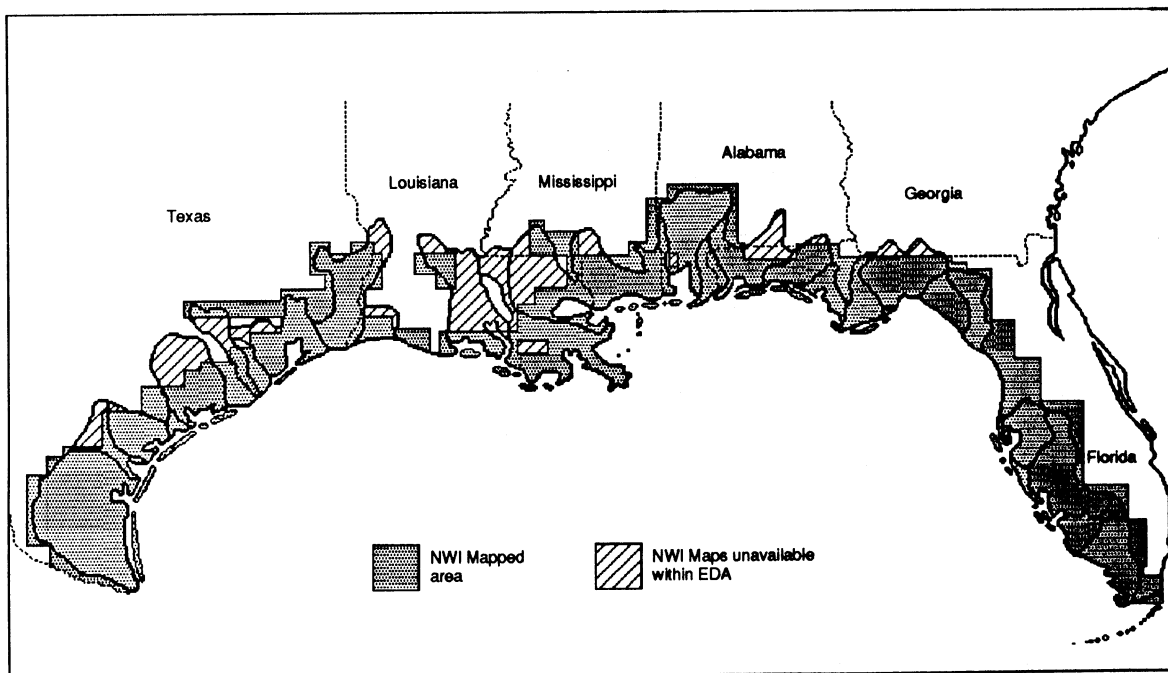 Alabama
Louisiana
Mississippi
Georgia
Texas
Florida
NWI Mapped
area
NWI Maps unavailable
within EDA